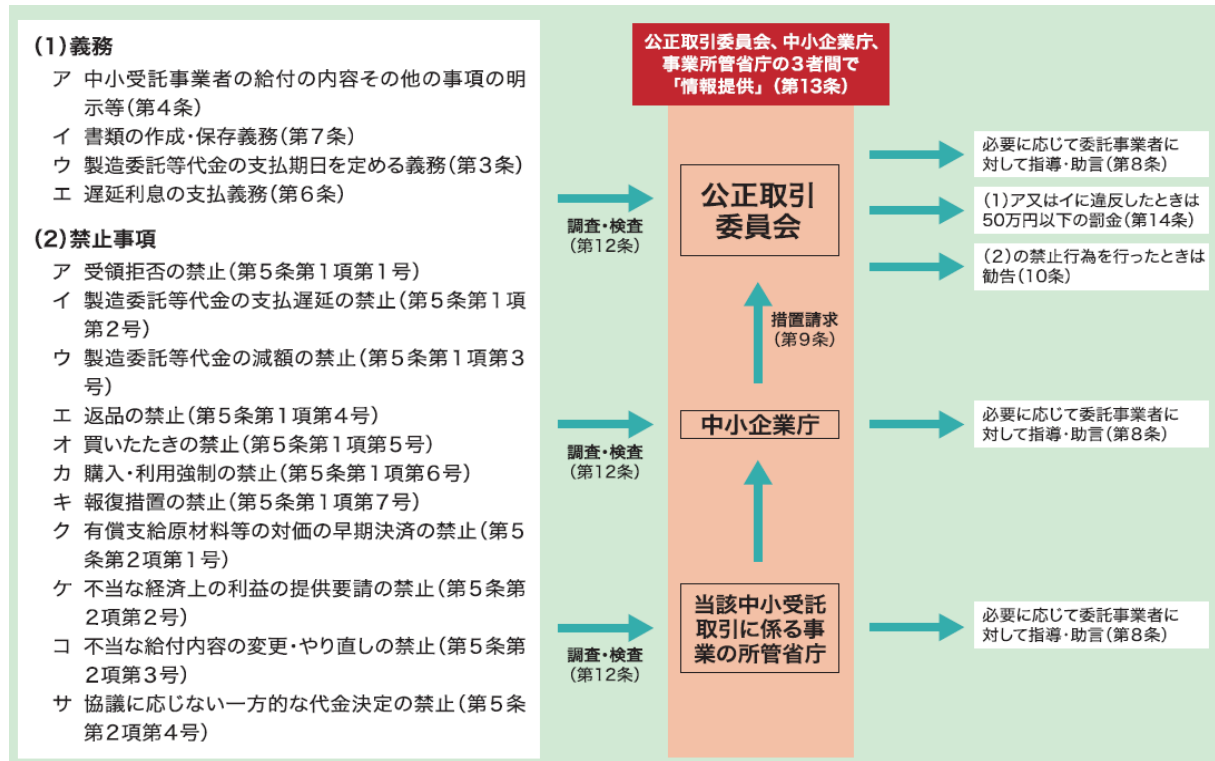 (1)義務
ア 中小受託事業者の給付の内容その他の事項の明
示等(第4条)
イ 書類の作成・保存義務(第7条)
ウ 製造委託等代金の支払期日を定める義務(第3条)
エ 遅延利息の支払義務(第6条)
(2)禁止事項
ア 受領拒否の禁止(第5条第1項第1号)
イ 製造委託等代金の支払遅延の禁止(第5条第1項
第2号)
ウ 製造委託等代金の減額の禁止(第5条第1項第3
号)
エ 返品の禁止(第5条第1項第4号)
オ 買いたたきの禁止(第5条第1項第5号)
カ 購入・利用強制の禁止(第5条第1項第6号)
キ 報復措置の禁止(第5条第1項第7号)
ク 有償支給原材料等の対価の早期決済の禁止(第5
条第2項第1号)
ケ 不当な経済上の利益の提供要請の禁止(第5条第
2項第2号)
コ 不当な給付内容の変更・やり直しの禁止(第5条第
2項第3号)
サ 協議に応じない一方的な代金決定の禁止(第5条
第2項第4号)
公正取引委員会、中小企業庁、
事業所管省庁の3者間で
「情報提供」(第13条)
調査・検査
(第12条)
公正取引
委員会
必要に応じて委託事業者に
対して指導・助言(第8条)
(1)ア又はイに違反したときは
50万円以下の罰金(第14条)
(2)の禁止行為を行ったときは
勧告(10条)
措置請求
(第9条)
調査・検査
(第12条)
中小企業庁
必要に応じて委託事業者に
対して指導・助言(第8条)
調査・検査
(第12条)
当該中小受託
取引に係る事
業の所管省庁
必要に応じて委託事業者に
対して指導・助言(第8条)